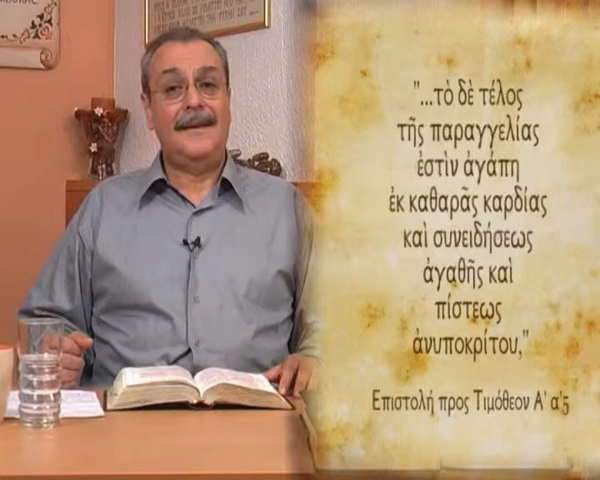 "...τὸ δὲ τέλος
τῆς παραγγελίας
ἐστὶν ἀγάπη
ἐκ καθαρᾶς καρδίας
καὶ συνειδήσεως
ἀγαθῆς καὶ
πίστεως
ἀνυποκρίτου,"
Επιστολή προς Τιμόθεον Α' α'5